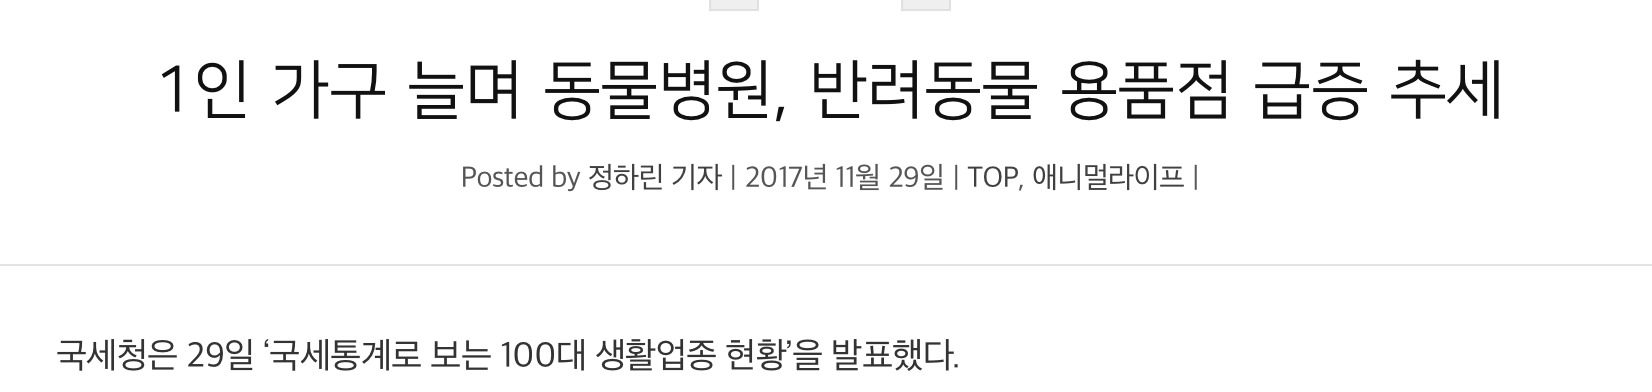 1인 가구 늘며 동물병원, 반려동물 용품점 급증 추세
Posted by 정하린 기자 | 2017년 11월 29일 | TOP, 애니멀라이프 |
국세청은 29일 ‘국세통계로 보는 100대 생활업종 현황’을 발표했다.